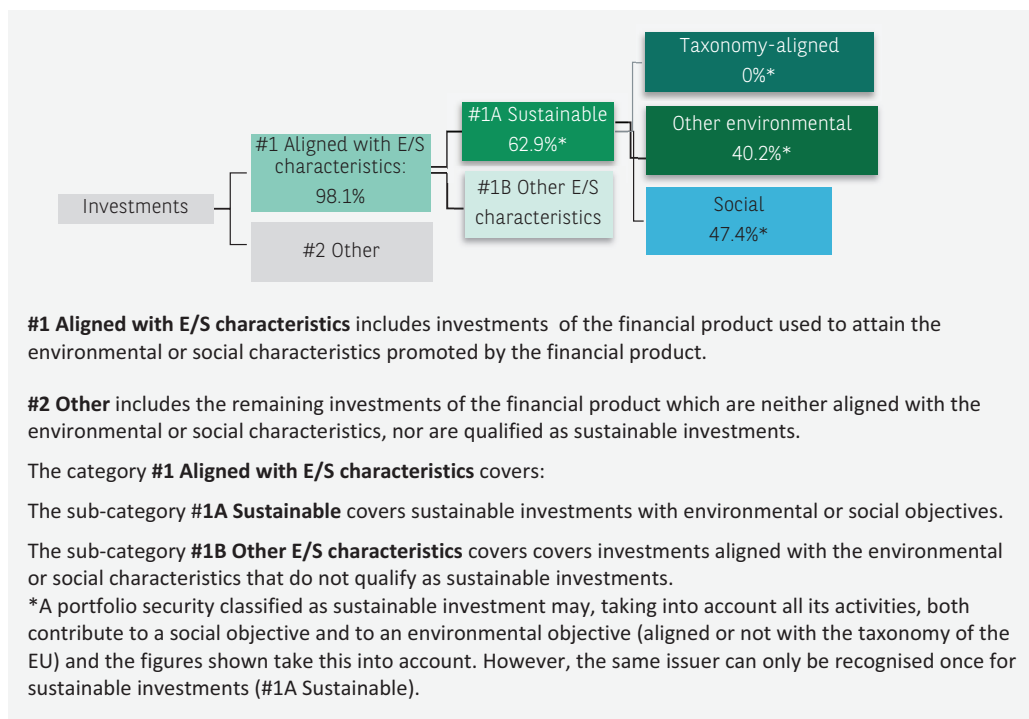 Investments
#1 Aligned with E/S
characteristics:
98.1%
#2 Other
#1A Sustainable
62.9%*
#1B Other E/S
characteristics
Taxonomy-aligned
0%*
Other environmental
40.2%*
Social
47.4%*
#1 Aligned with E/S characteristics includes investments of the financial product used to attain the
environmental or social characteristics promoted by the financial product.
#2 Other includes the remaining investments of the financial product which are neither aligned with the
environmental or social characteristics, nor are qualified as sustainable investments.
The category #1 Aligned with E/S characteristics covers:
The sub-category #1A Sustainable covers sustainable investments with environmental or social objectives.
The sub-category #1B Other E/S characteristics covers covers investments aligned with the environmental
or social characteristics that do not qualify as sustainable investments.
*A portfolio security classified as sustainable investment may, taking into account all its activities, both
contribute to a social objective and to an environmental objective (aligned or not with the taxonomy of the
EU) and the figures shown take this into account. However, the same issuer can only be recognised once for
sustainable investments (#1A Sustainable).